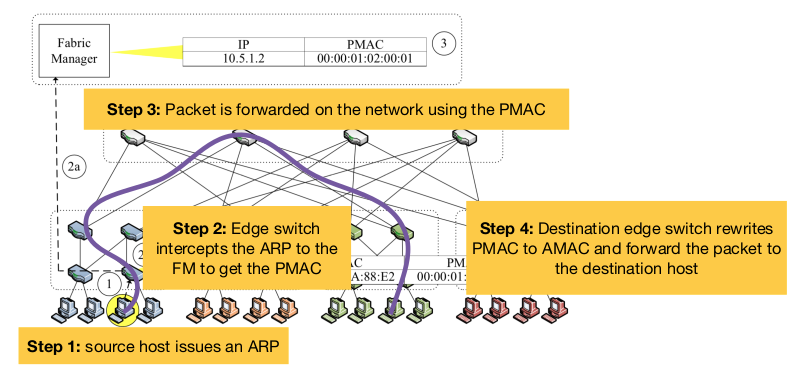 Fabric
Manager
IP PMAC
10.5.1.2 00:00:01:02:00:01
3
Step 3: Packet is forwarded on the network using the PMAC
2a
Step 2: Edge switch
intercepts the ARP to the
FM to get the PMAC
Step 4: Destination edge switch rewrites
PMAC to AMAC and forward the packet to
the destination host
A:88:E2 00:00:01:
1
Step 1: source host issues an ARP